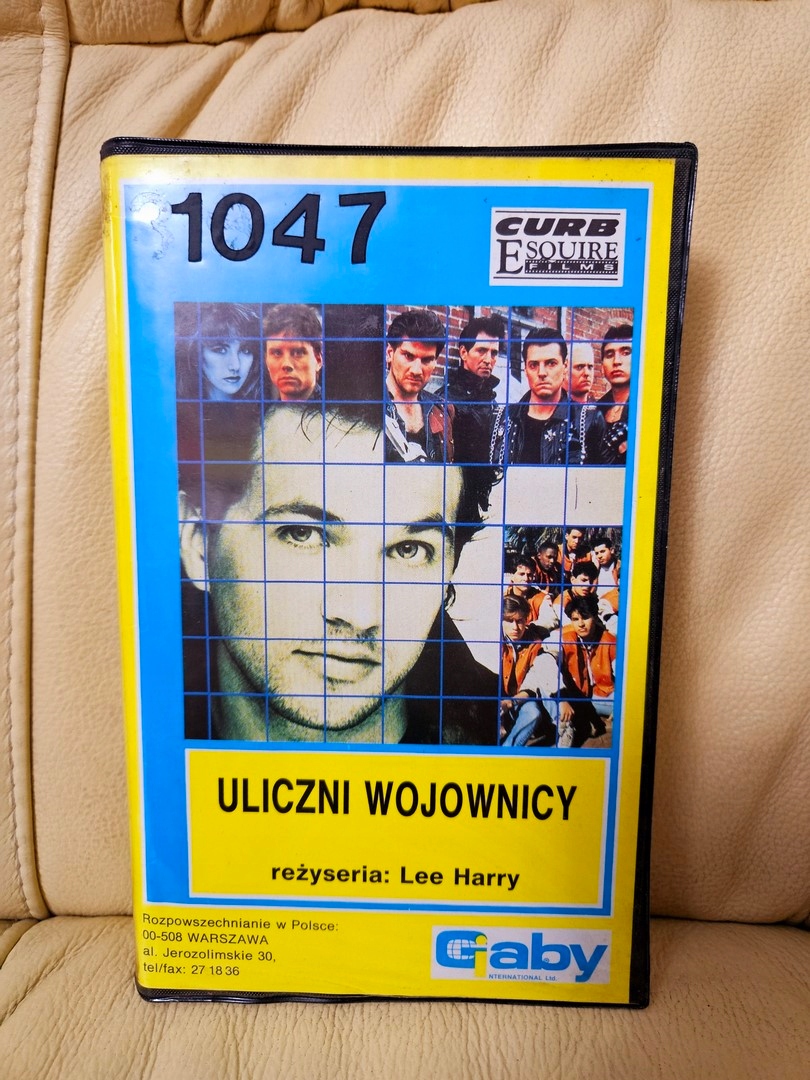 1047
CURB
ESQUIRE
FILMS
ULICZNI WOJOWNICY
reżyseria: Lee Harry
Rozpowszechnianie w Polsce:
00-508 WARSZAWA
al. Jerozolimskie 30,
tel/fax: 27 18 36
Gaby
INTERNATIONAL Ltd.